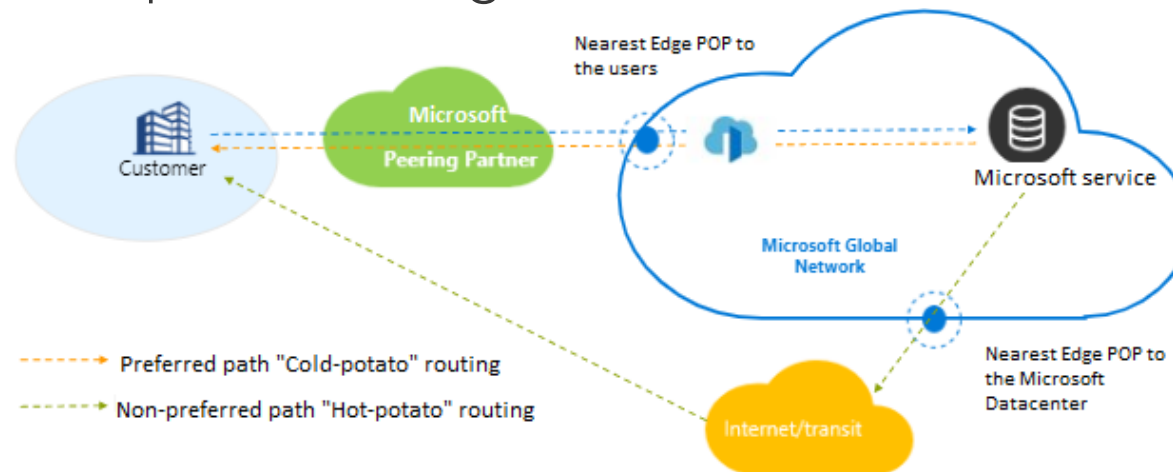 Nearest Edge POP to
the users
Microsoft
Peering Partner
Customer
Microsoft service
Microsoft Global
Network
Preferred path "Cold-potato" routing
Non-preferred path "Hot-potato" routing
Nearest Edge POP to
the Microsoft
Datacenter
Internet/transit